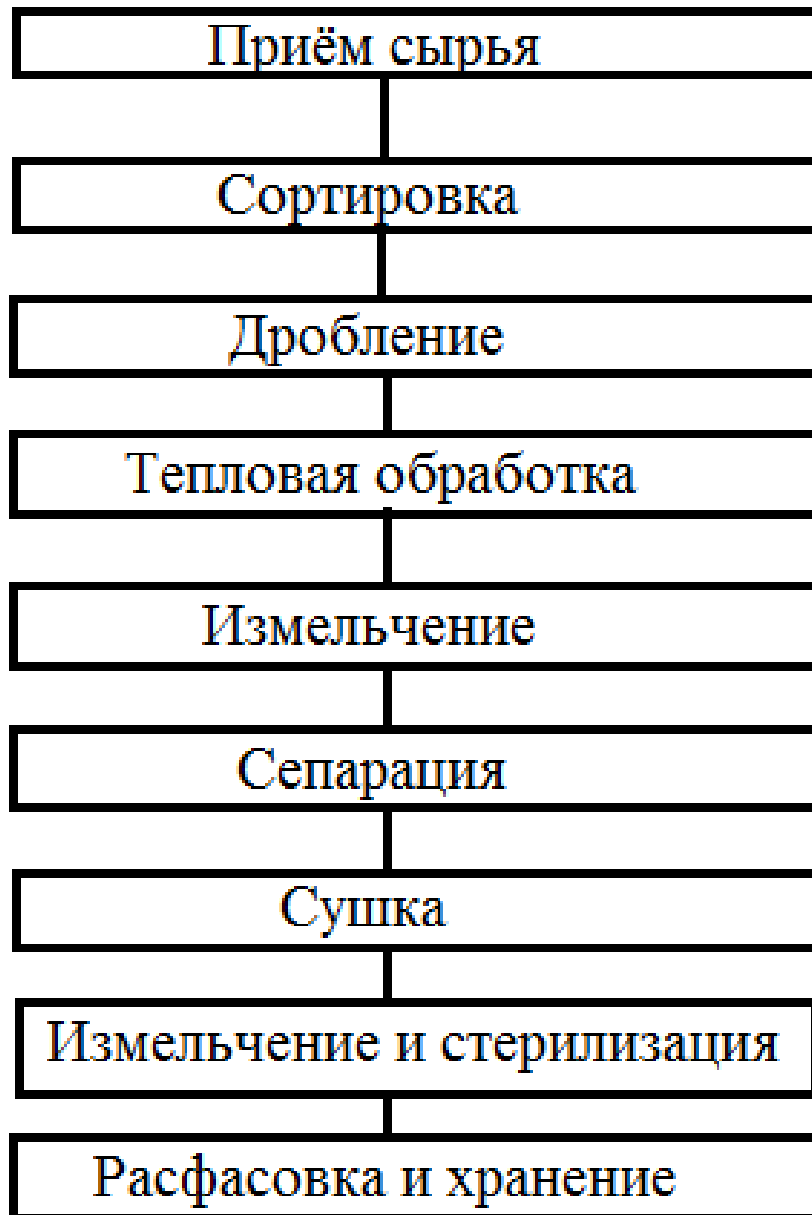 Приём сырья
Сортировка
Дробление
Тепловая обработка
Измельчение
Сепарация
Сушка
Измельчение и стерилизация
Расфасовка и хранение